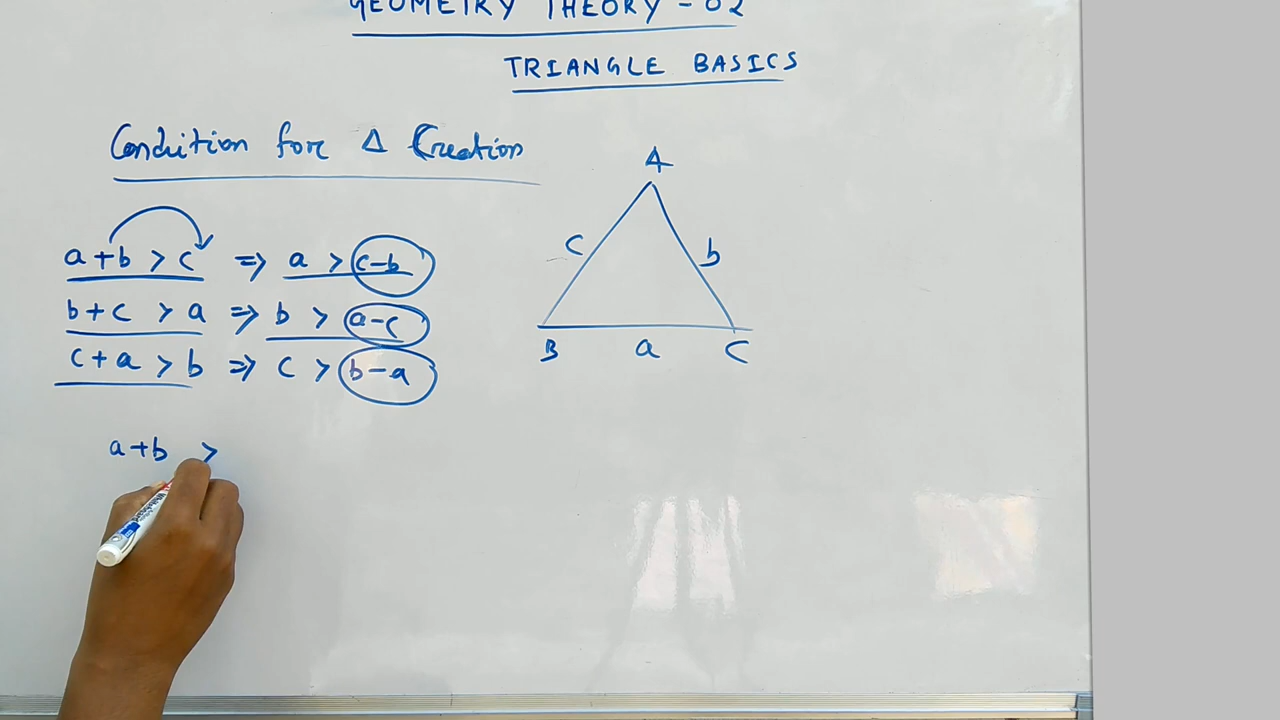 GEOMETRY THEORY - 02
TRIANGLE BASICS
Condition for Δ Creation
a+b > c ⇒ a > c-b
b+c > a ⇒ b > a-c
c+a > b ⇒ c > b-a
a+b >
A
c
b
B
a
C